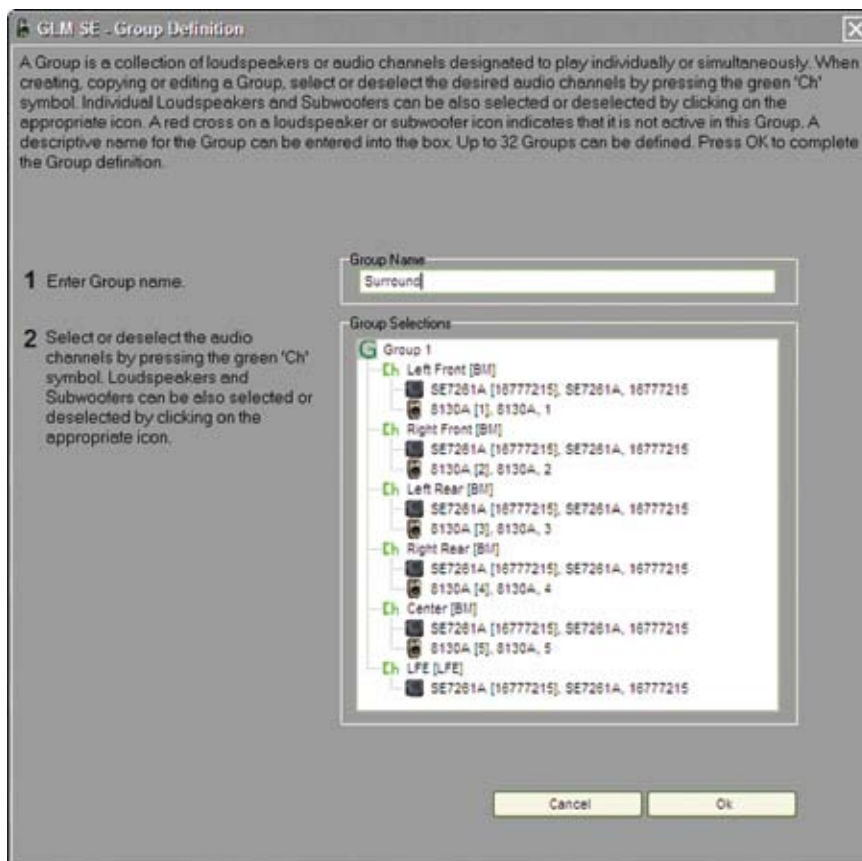 GLM SE - Group Definition
A Group is a collection of loudspeakers or audio channels designated to play individually or simultaneously. When
creating, copying or editing a Group, select or deselect the desired audio channels by pressing the green 'Ch'
symbol. Individual Loudspeakers and Subwoofers can be also selected or deselected by clicking on the
appropriate icon. A red cross on a loudspeaker or subwoofer icon indicates that it is not active in this Group. A
descriptive name for the Group can be entered into the box. Up to 32 Groups can be defined. Press OK to complete
the Group definition.
Group Name
1 Enter Group name.
Surround
2 Select or deselect the audio
channels by pressing the green 'Ch'
symbol. Loudspeakers and
Subwoofers can be also selected or
deselected by clicking on the
appropriate icon.
Group Selections
G Group 1
Ch Left Front [BM]
SE7261A [16777215], SE7261A, 16777215
8130A [1], 8130A, 1
Ch Right Front [BM]
SE7261A [16777215], SE7261A, 16777215
8130A [2], 8130A, 2
Ch Left Rear [BM]
SE7261A [16777215], SE7261A, 16777215
8130A [3], 8130A, 3
Ch Right Rear [BM]
SE7261A [16777215], SE7261A, 16777215
8130A [4], 8130A, 4
Ch Center [BM]
SE7261A [16777215], SE7261A, 16777215
8130A [5], 8130A, 5
Ch LFE [LFE]
SE7261A [16777215], SE7261A, 16777215
Cancel
Ok